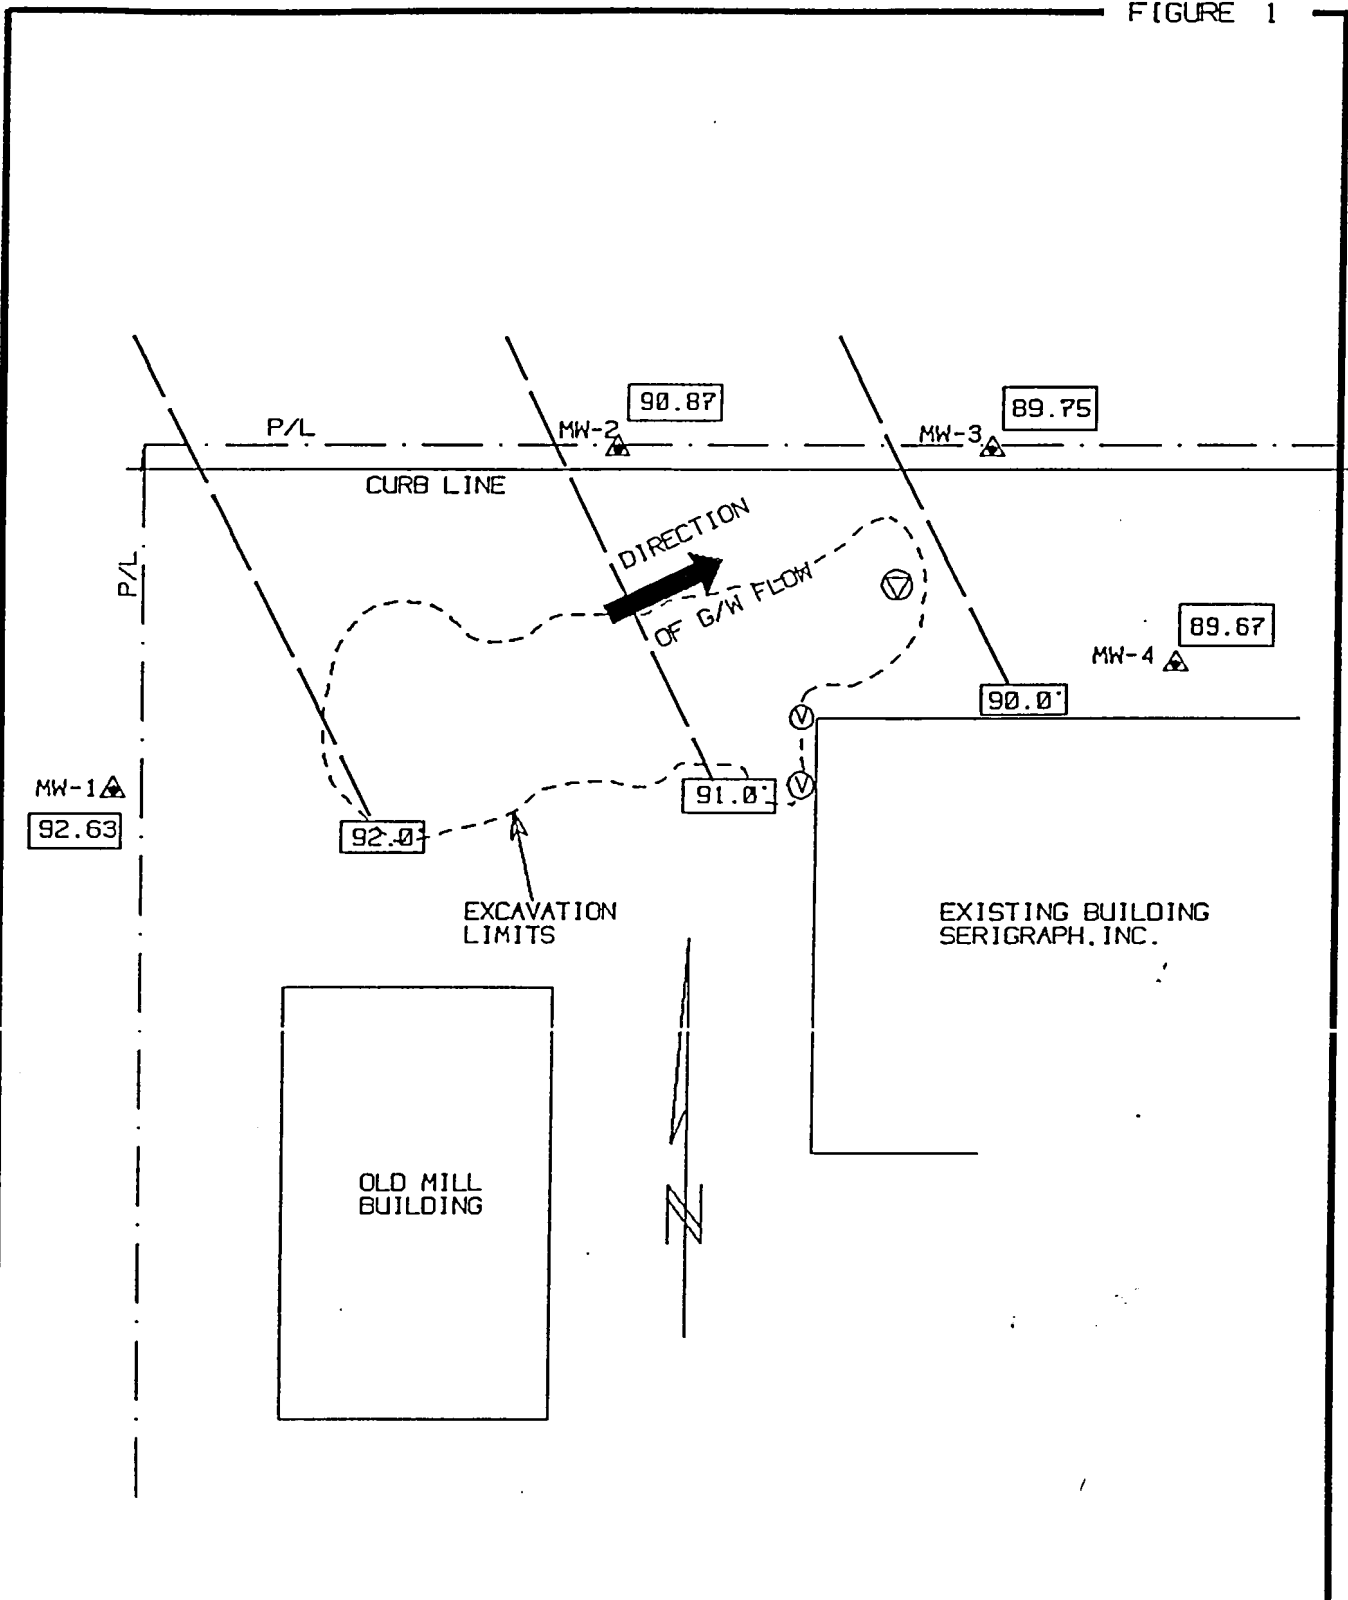 FIGURE 1
90.87
89.75
P/L
MW-2
MW-3
CURB LINE
DIRECTION
OF G/W FLOW
P/L
89.67
MW-4
90.0'
MW-1
91.0'
92.63
92.0
EXCAVATION
LIMITS
EXISTING BUILDING
SERIGRAPH, INC.
V
V
OLD MILL
BUILDING
N